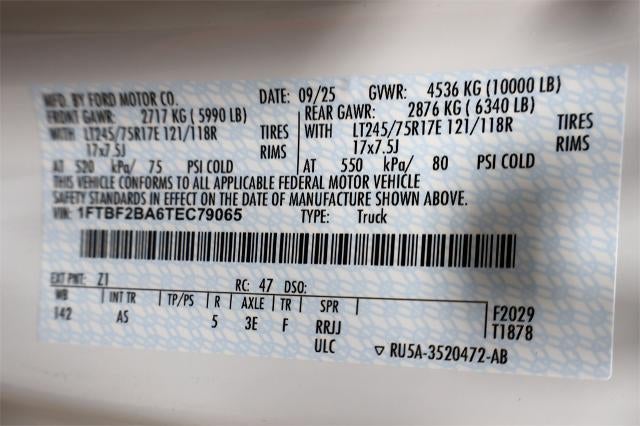 MFD. BY FORD MOTOR CO. DATE: 09/25 GVWR: 4536 KG (10000 LB)
FRONT GAWR: 2717 KG (5990 LB) REAR GAWR: 2876 KG (6340 LB)
WITH LT245/75R17E 121/118R TIRES WITH LT245/75R17E 121/118R TIRES
17x7.5J RIMS 17x7.5J RIMS
AT 520 kPa/ 75 PSI COLD AT 550 kPa/ 80 PSI COLD
THIS VEHICLE CONFORMS TO ALL APPLICABLE FEDERAL MOTOR VEHICLE
SAFETY STANDARDS IN EFFECT ON THE DATE OF MANUFACTURE SHOWN ABOVE.
VIN: 1FTBF2BA6TEC79065 TYPE: Truck
EXT PNT: Z1 RC: 47 DSO:
WB INT TR TP/PS R AXLE TR SPR F2029
142 A5 5 3E F RRJJ T1878
ULC ▽ RU5A-3520472-AB